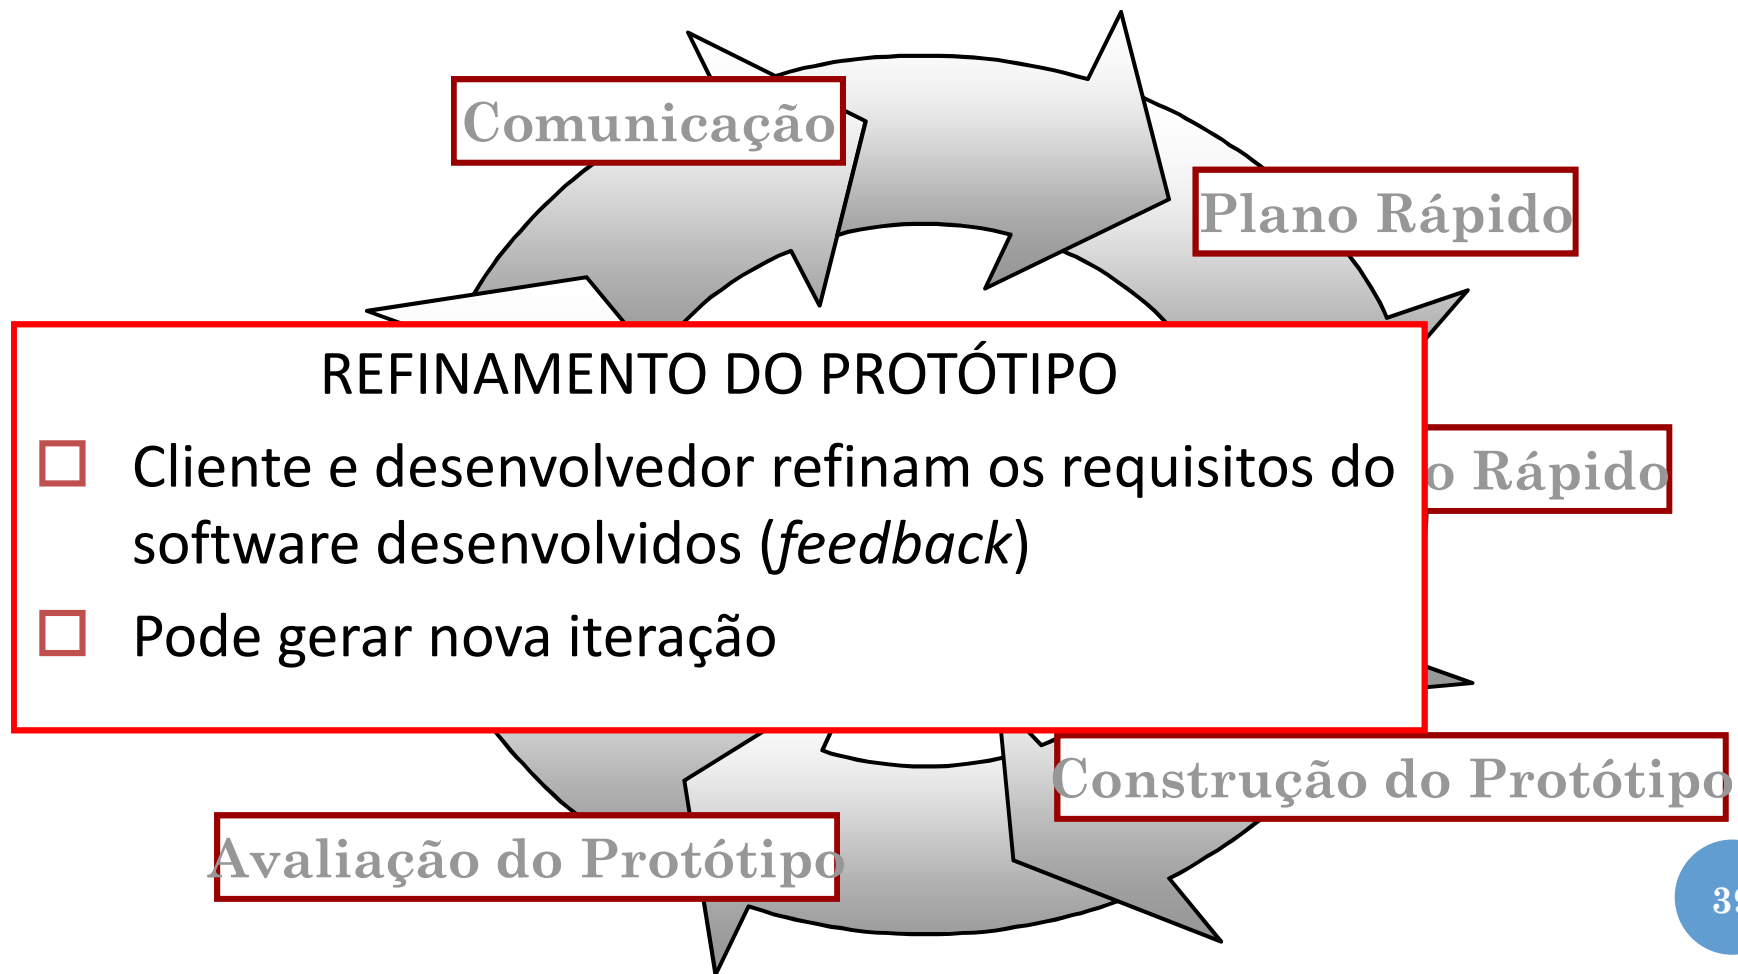 Comunicação
Plano Rápido
REFINAMENTO DO PROTÓTIPO
Cliente e desenvolvedor refinam os requisitos do
software desenvolvidos (feedback)
Rápido
Pode gerar nova iteração
Construção do Protótipo
Avaliação do Protótipo